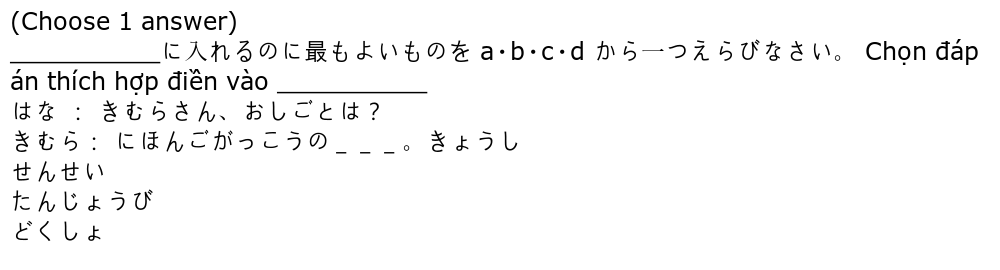 (Choose 1 answer)
____________に入れるのに最もよいものを a・b・c・d から一つえらびなさい。 Chọn đáp
án thích hợp điền vào ____________
はな ： きむらさん、おしごとは？
きむら： にほんごがっこうの_ _ _。きょうし
せんせい
たんじょうび
どくしょ